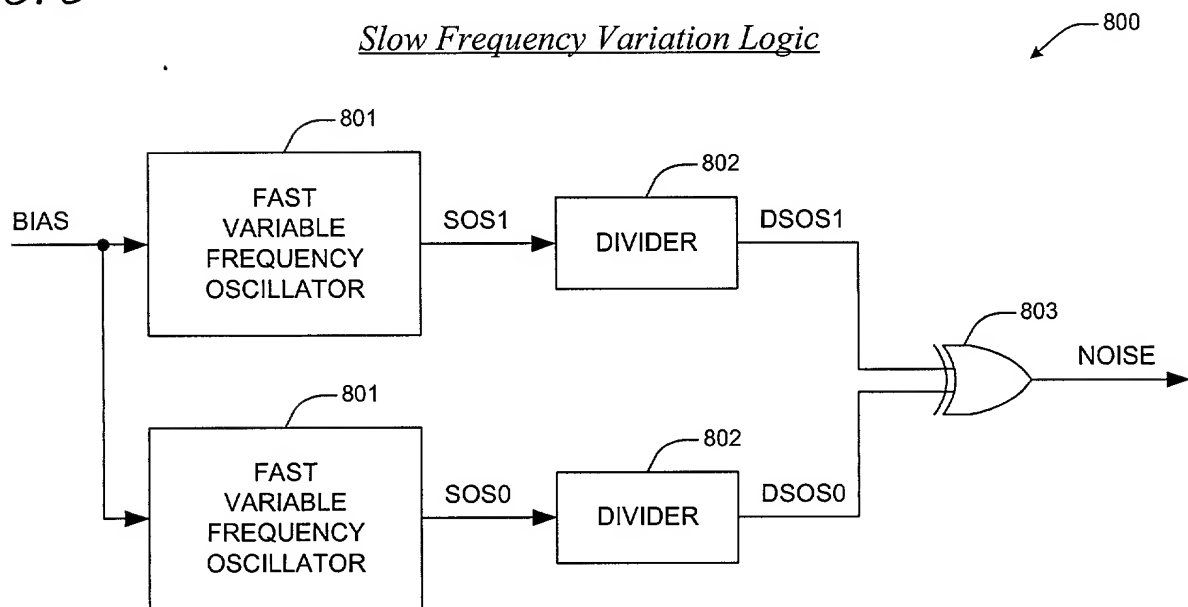 Slow Frequency Variation Logic
800
801
802
BIAS
FAST
VARIABLE
FREQUENCY
OSCILLATOR
SOS1
DIVIDER
DSOS1
803
NOISE
801
802
FAST
VARIABLE
FREQUENCY
OSCILLATOR
SOS0
DIVIDER
DSOS0